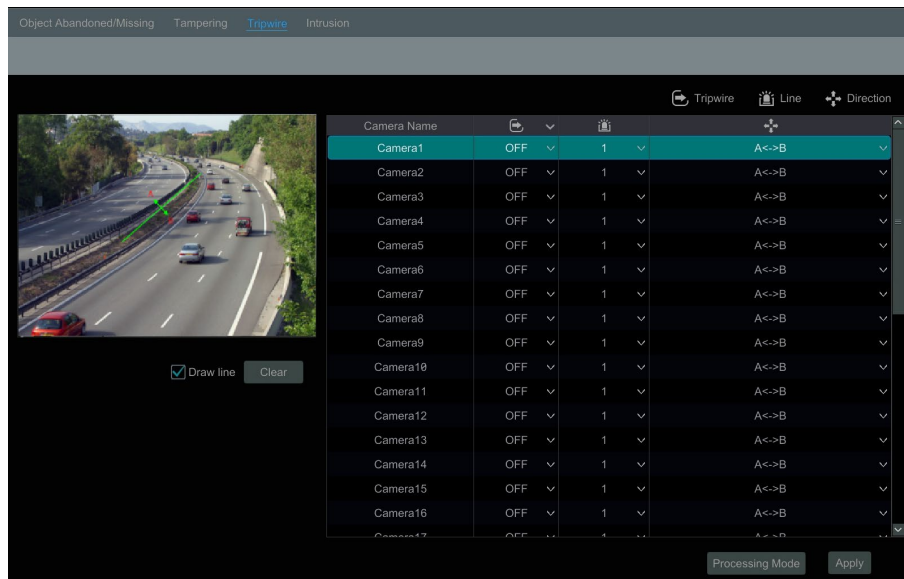 Object Abandoned/Missing Tampering Tripwire Intrusion
Tripwire Line Direction
Camera Name
Camera1 OFF 1 A<->B
Camera2 OFF 1 A<->B
Camera3 OFF 1 A<->B
Camera4 OFF 1 A<->B
Camera5 OFF 1 A<->B
Camera6 OFF 1 A<->B
Camera7 OFF 1 A<->B
Camera8 OFF 1 A<->B
Camera9 OFF 1 A<->B
Camera10 OFF 1 A<->B
Camera11 OFF 1 A<->B
Camera12 OFF 1 A<->B
Camera13 OFF 1 A<->B
Camera14 OFF 1 A<->B
Camera15 OFF 1 A<->B
Camera16 OFF 1 A<->B
Camera17 OFF 1 A<->B
Draw line Clear
Processing Mode Apply